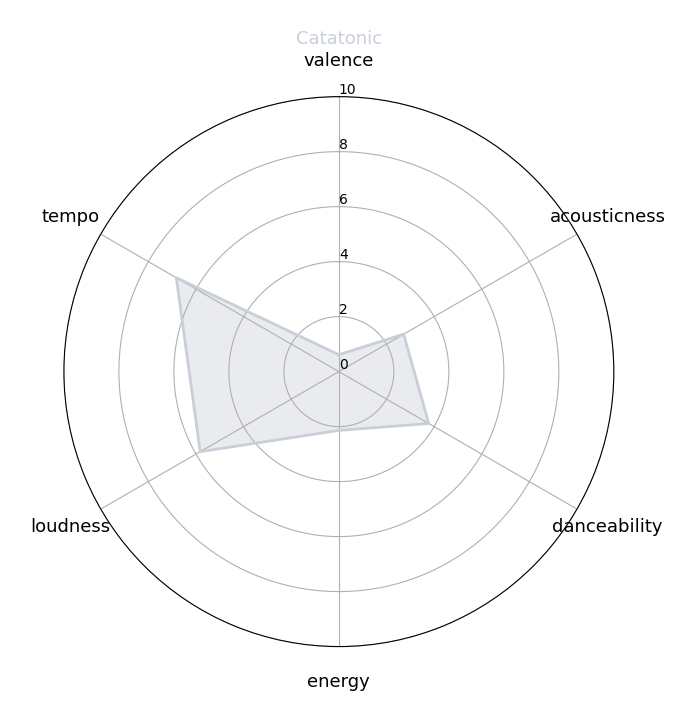 Catatonic
valence
10
8
tempo
acousticness
6
4
2
0
loudness
danceability
energy